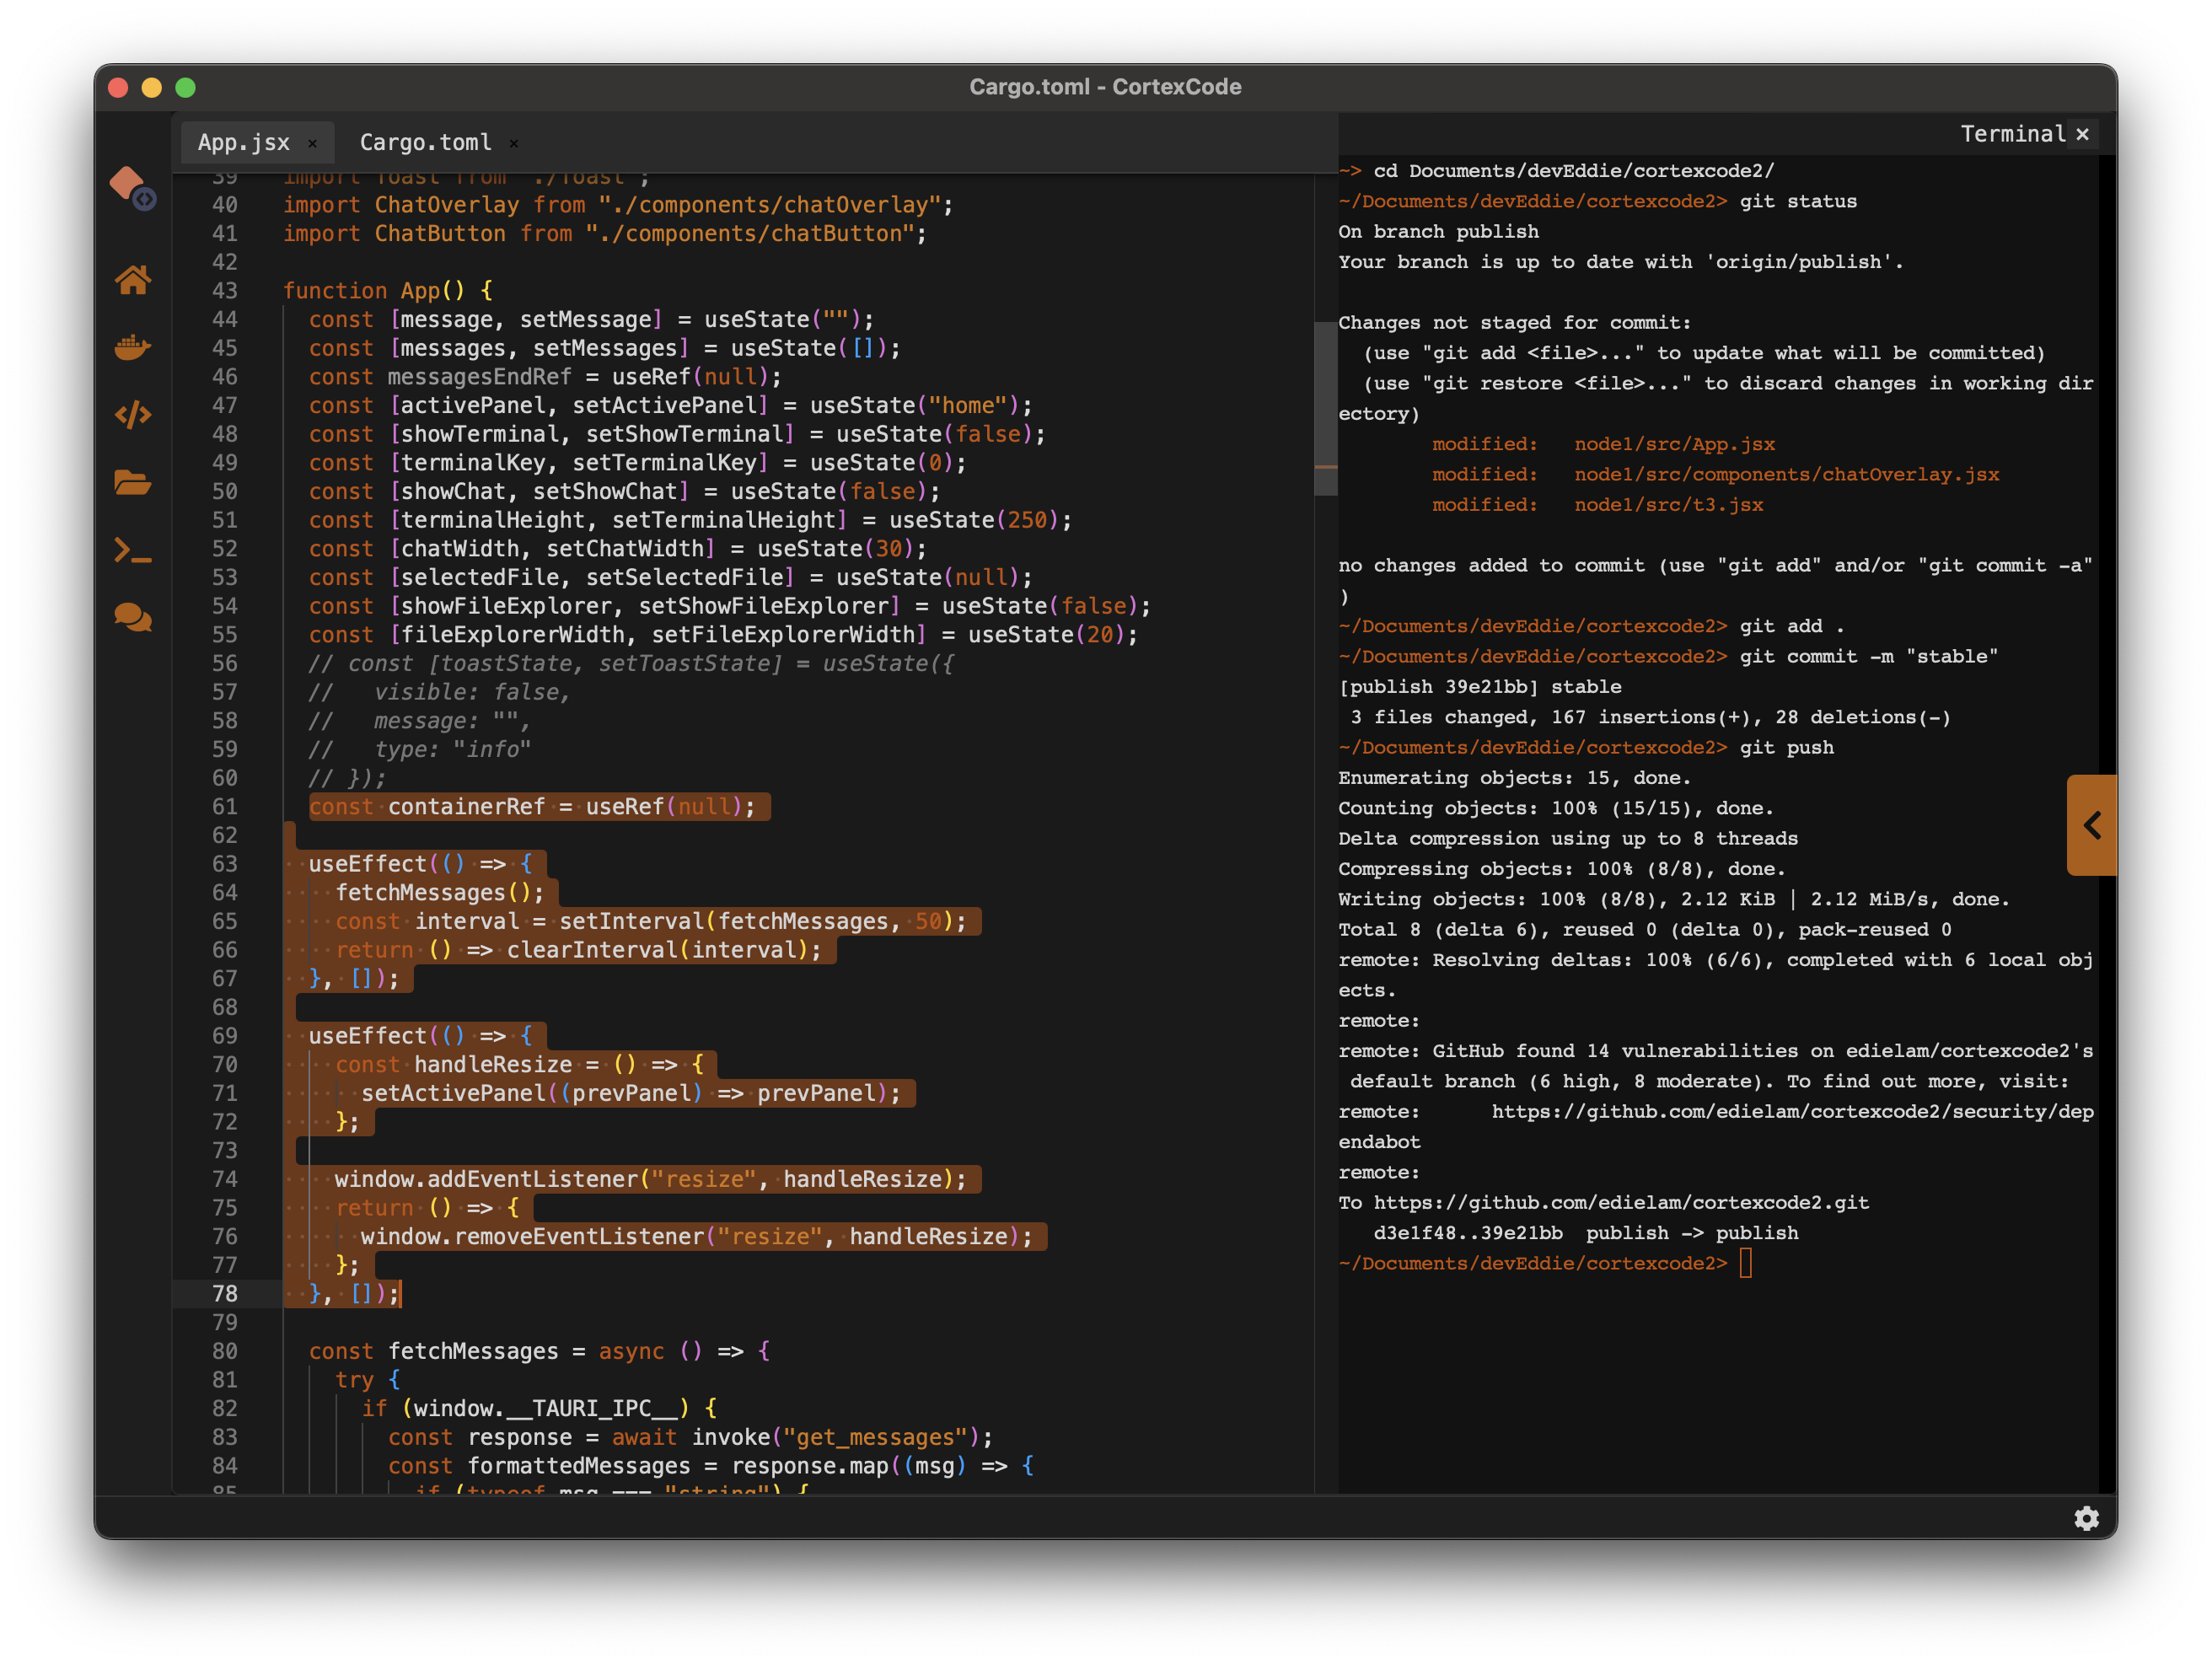 Cargo.toml - CortexCode
App.jsx ×
Cargo.toml ×
39 import Toast from "./Toast";
40 import ChatOverlay from "./components/chatOverlay";
41 import ChatButton from "./components/chatButton";
42
43 function App() {
44 const [message, setMessage] = useState("");
45 const [messages, setMessages] = useState([]);
46 const messagesEndRef = useRef(null);
47 const [activePanel, setActivePanel] = useState("home");
48 const [showTerminal, setShowTerminal] = useState(false);
49 const [terminalKey, setTerminalKey] = useState(0);
50 const [showChat, setShowChat] = useState(false);
51 const [terminalHeight, setTerminalHeight] = useState(250);
52 const [chatWidth, setChatWidth] = useState(30);
53 const [selectedFile, setSelectedFile] = useState(null);
54 const [showFileExplorer, setShowFileExplorer] = useState(false);
55 const [fileExplorerWidth, setFileExplorerWidth] = useState(20);
56 // const [toastState, setToastState] = useState({
57 //   visible: false,
58 //   message: "",
59 //   type: "info"
60 // });
61 const containerRef = useRef(null);
62
63 useEffect(() => {
64 fetchMessages();
65 const interval = setInterval(fetchMessages, 50);
66 return () => clearInterval(interval);
67 }, []);
68
69 useEffect(() => {
70 const handleResize = () => {
71 setActivePanel((prevPanel) => prevPanel);
72 };
73
74 window.addEventListener("resize", handleResize);
75 return () => {
76 window.removeEventListener("resize", handleResize);
77 };
78 }, []);
79
80 const fetchMessages = async () => {
81 try {
82 if (window.__TAURI_IPC__) {
83 const response = await invoke("get_messages");
84 const formattedMessages = response.map((msg) => {
85 if (typeof msg === "string") {
Terminal ×
~> cd Documents/devEddie/cortexcode2/
~/Documents/devEddie/cortexcode2> git status
On branch publish
Your branch is up to date with 'origin/publish'.
Changes not staged for commit:
(use "git add <file>..." to update what will be committed)
(use "git restore <file>..." to discard changes in working dir
ectory)
modified:   node1/src/App.jsx
modified:   node1/src/components/chatOverlay.jsx
modified:   node1/src/t3.jsx
no changes added to commit (use "git add" and/or "git commit -a"
)
~/Documents/devEddie/cortexcode2> git add .
~/Documents/devEddie/cortexcode2> git commit -m "stable"
[publish 39e21bb] stable
3 files changed, 167 insertions(+), 28 deletions(-)
~/Documents/devEddie/cortexcode2> git push
Enumerating objects: 15, done.
Counting objects: 100% (15/15), done.
Delta compression using up to 8 threads
Compressing objects: 100% (8/8), done.
Writing objects: 100% (8/8), 2.12 KiB | 2.12 MiB/s, done.
Total 8 (delta 6), reused 0 (delta 0), pack-reused 0
remote: Resolving deltas: 100% (6/6), completed with 6 local obj
ects.
remote:
remote: GitHub found 14 vulnerabilities on edielam/cortexcode2's
default branch (6 high, 8 moderate). To find out more, visit:
remote:      https://github.com/edielam/cortexcode2/security/dep
endabot
remote:
To https://github.com/edielam/cortexcode2.git
d3e1f48..39e21bb  publish -> publish
~/Documents/devEddie/cortexcode2>